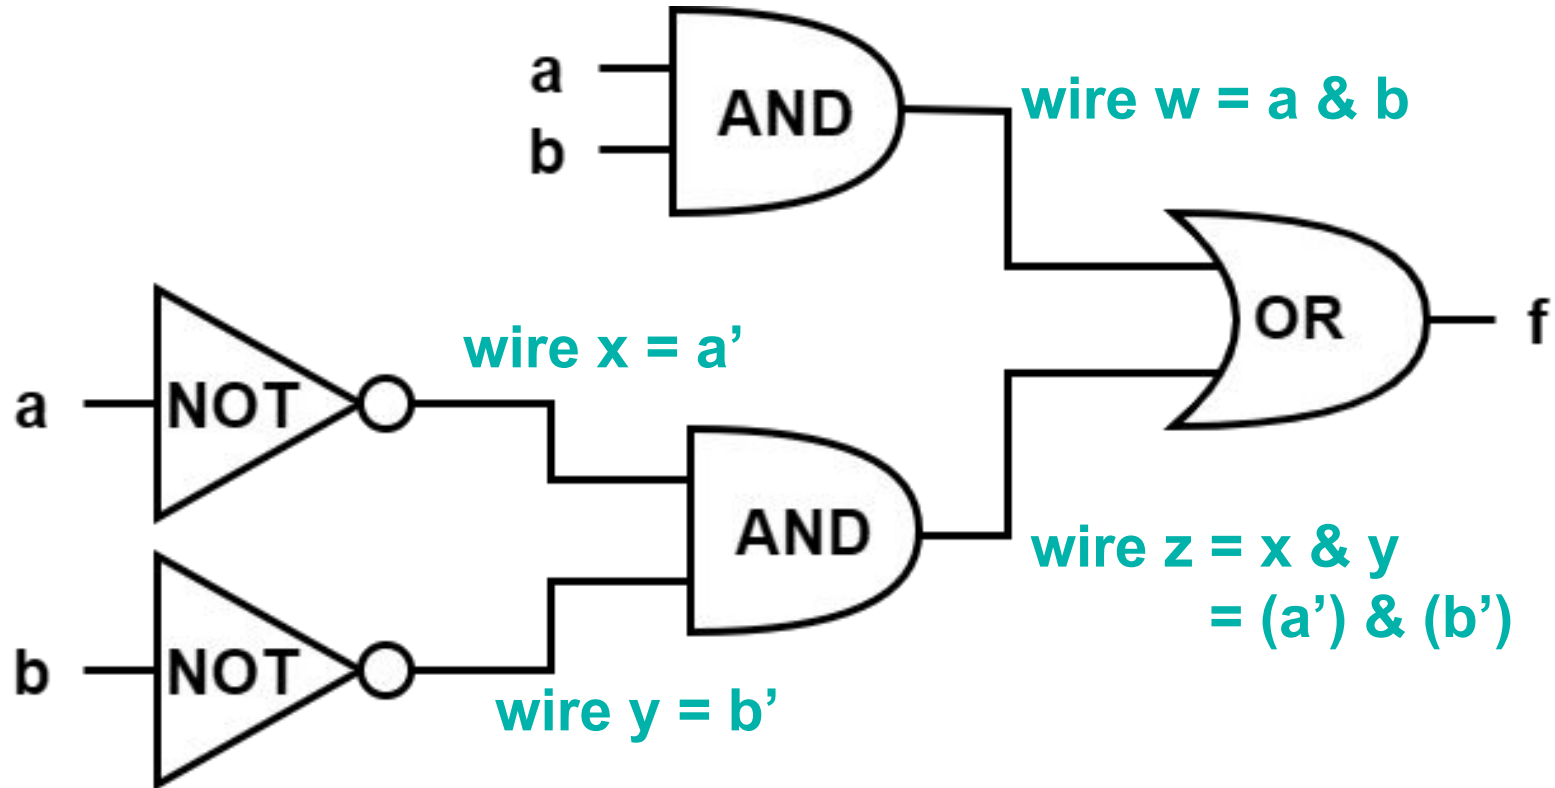 a
b
AND
wire w = a & b
OR
f
wire x = a’
a
NOT
AND
wire z = x & y
= (a’) & (b’)
b
NOT
wire y = b’